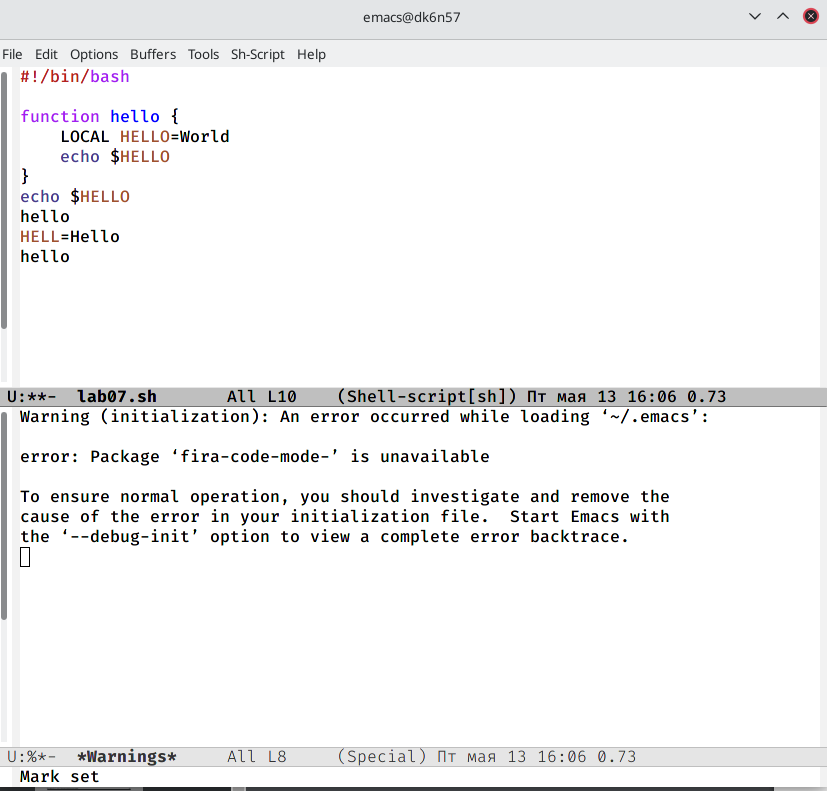 emacs@dk6n57
File Edit Options Buffers Tools Sh-Script Help
#!/bin/bash
function hello {
    LOCAL HELLO=World
    echo $HELLO
}
echo $HELLO
hello
HELL=Hello
hello
U:**-  lab07.sh       All L10    (Shell-script[sh]) Пт мая 13 16:06 0.73
Warning (initialization): An error occurred while loading ‘~/.emacs’:
error: Package ‘fira-code-mode-’ is unavailable
To ensure normal operation, you should investigate and remove the
cause of the error in your initialization file.  Start Emacs with
the ‘--debug-init’ option to view a complete error backtrace.
U:%*-  *Warnings*     All L8     (Special) Пт мая 13 16:06 0.73
Mark set